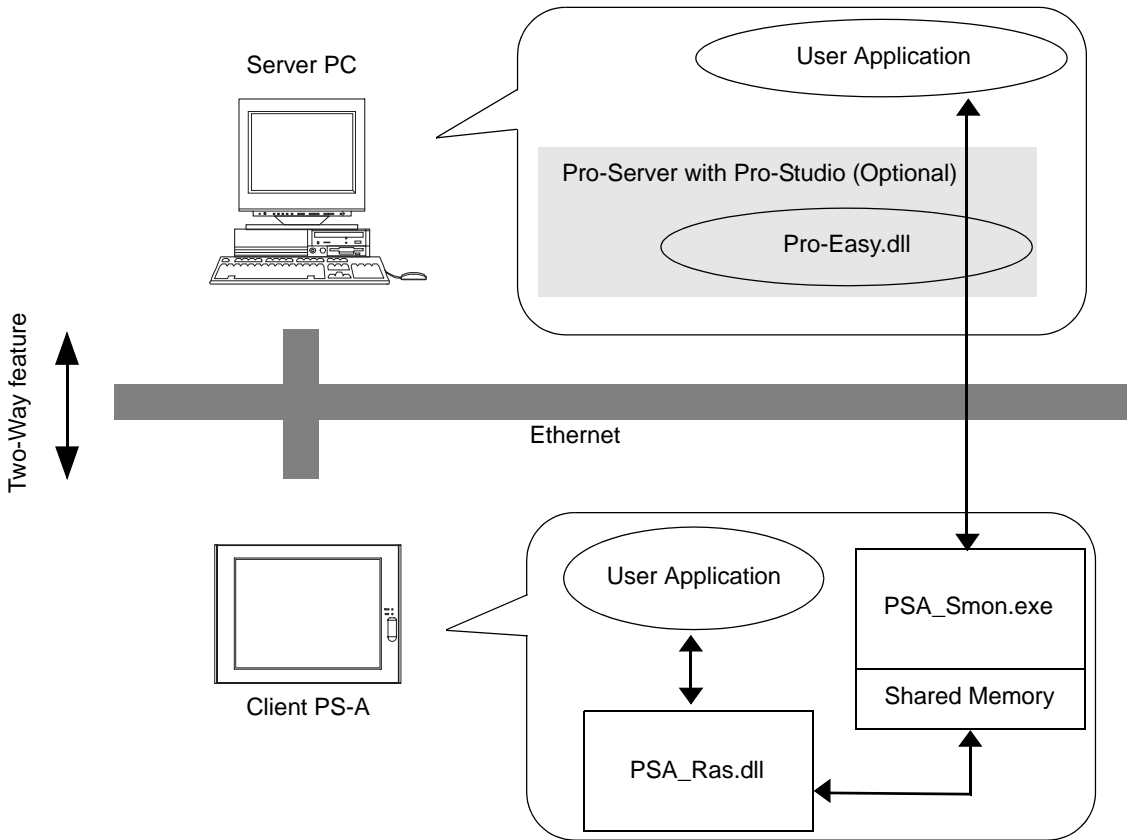 Server PC
User Application
Pro-Server with Pro-Studio (Optional)
Pro-Easy.dll
Two-Way feature
Ethernet
Client PS-A
User Application
PSA_Smon.exe
Shared Memory
PSA_Ras.dll